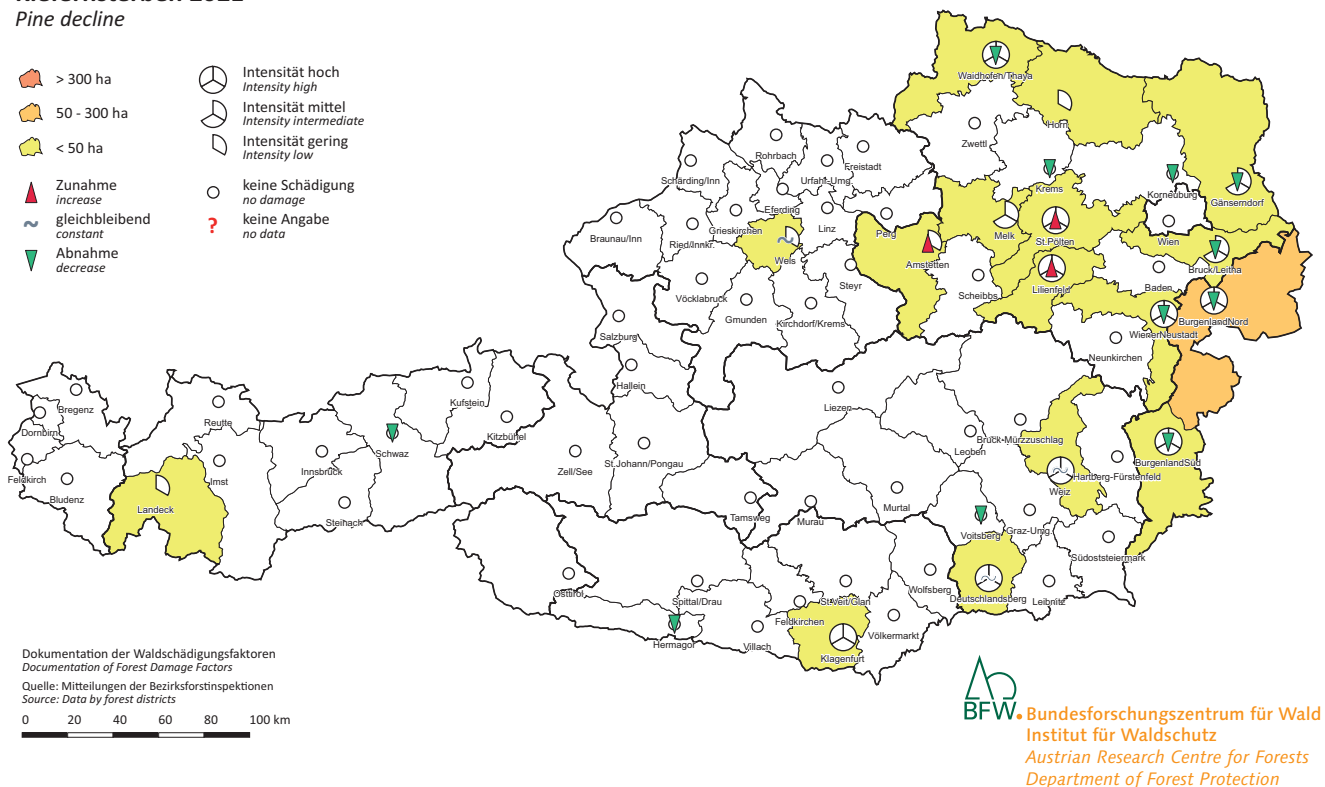 Pine decline
> 300 ha
50 - 300 ha
< 50 ha
Zunahme
increase
gleichbleibend
constant
Abnahme
decrease
Intensität hoch
Intensity high
Intensität mittel
Intensity intermediate
Intensität gering
Intensity low
keine Schädigung
no damage
?
keine Angabe
no data
Waidhofen/Thaya
Horn
Zwettl
Rohrbach
Freistadt
Schärding/Inn
Urfahr-Umg.
Krems
Korneuburg
Gänserndorf
Eferding
Grieskirchen
Linz
Perg
Melk
St.Pölten
Wien
Braunau/Inn
Ried/Innkr.
Wels
Amstetten
Bruck/Leitha
Steyr
Scheibbs
Lilienfeld
Baden
Vöcklabruck
Gmunden
Kirchdorf/Krems
BurgenlandNord
WienerNeustadt
Salzburg
Neunkirchen
Hallein
Kufstein
Bregenz
Reutte
Liezen
Dornbirn
Kitzbühel
Schwaz
Bruck-Mürzzuschlag
Leoben
Feldkirch
Innsbruck
Zell/See
St.Johann/Pongau
BurgenlandSüd
Imst
Hartberg-Fürstenfeld
Bludenz
Weiz
Landeck
Steinach
Tamsweg
Murau
Murtal
Voitsberg
Graz-Umg.
Südoststeiermark
Osttirol
Spittal/Drau
St.Veit/Glan
Wolfsberg
Deutschlandsberg
Leibnitz
Feldkirchen
Völkermarkt
Hermagor
Villach
Klagenfurt
Dokumentation der Waldschädigungsfaktoren
Documentation of Forest Damage Factors
Quelle: Mitteilungen der Bezirksforstinspektionen
Source: Data by forest districts
0 20 40 60 80 100 km
BFW.
Bundesforschungszentrum für Wald
Institut für Waldschutz
Austrian Research Centre for Forests
Department of Forest Protection